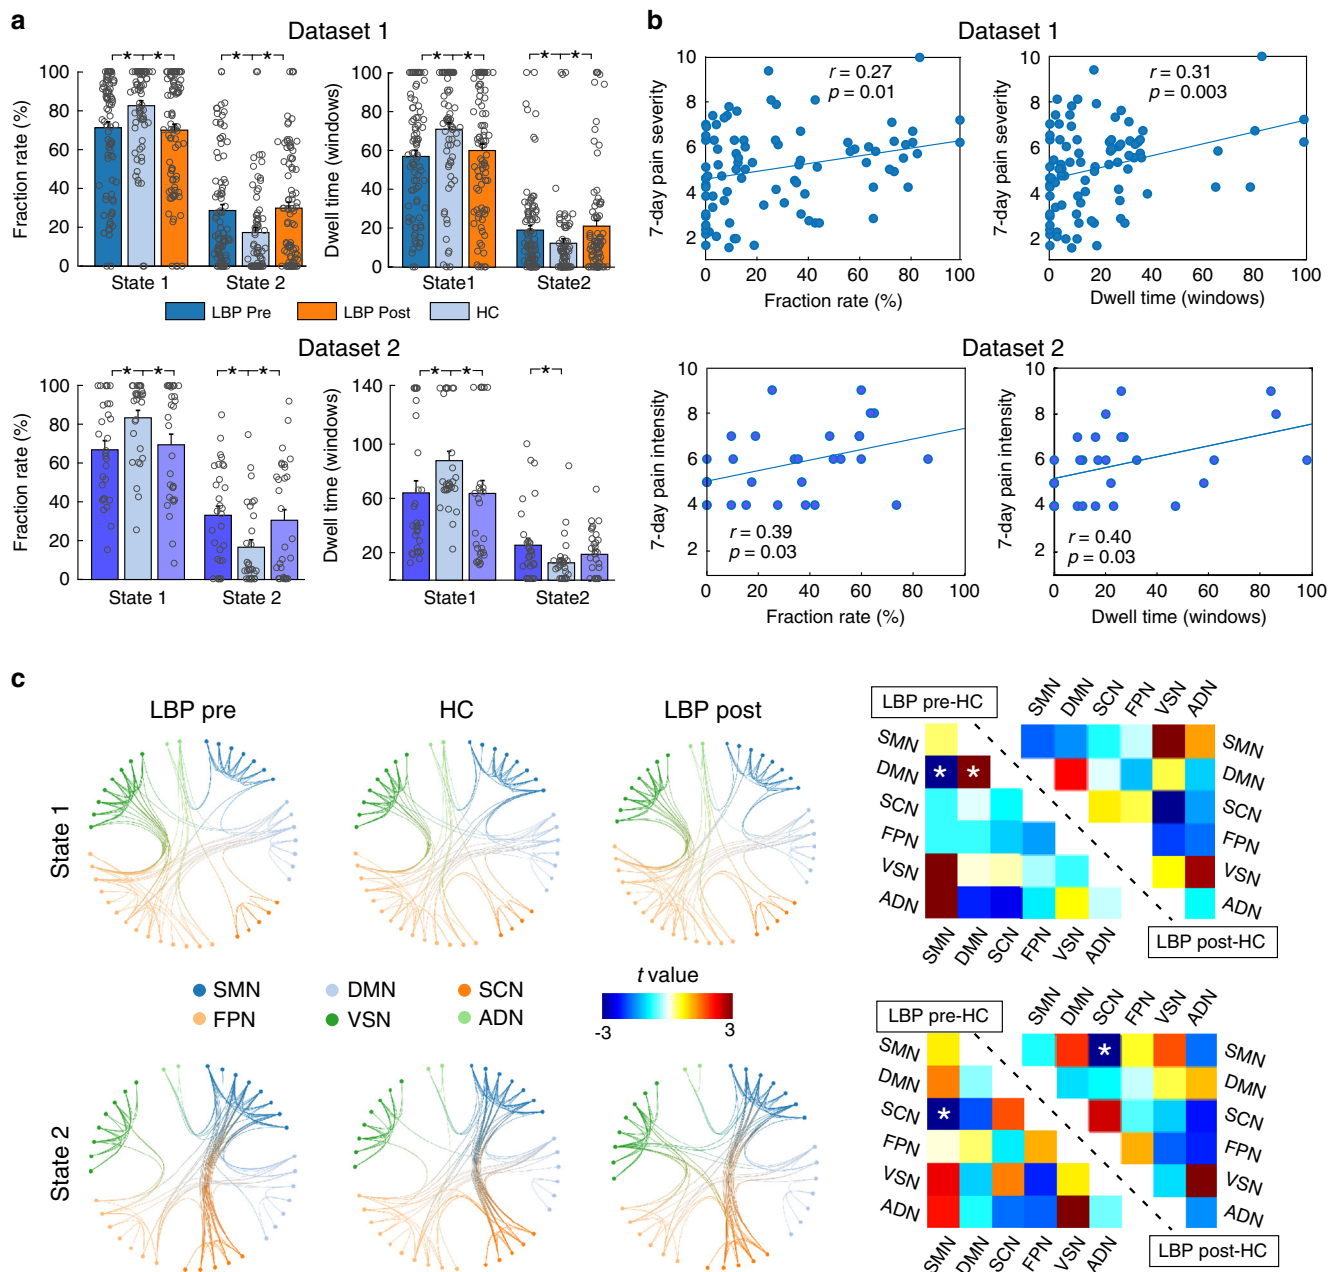 a
Dataset 1
* * * *
* * * *
Fraction rate (%)
100
80
60
40
20
0
State 1 State 2
Dwell time (windows)
100
80
60
40
20
0
State1 State2
LBP Pre LBP Post HC
Dataset 2
* * * *
* * *
Fraction rate (%)
100
80
60
40
20
0
State 1 State 2
Dwell time (windows)
140
100
60
20
State1 State2
b
Dataset 1
7-day pain severity
10
8
6
4
2
r = 0.27
p = 0.01
0 20 40 60 80 100
Fraction rate (%)
7-day pain severity
10
8
6
4
2
r = 0.31
p = 0.003
0 20 40 60 80 100
Dwell time (windows)
Dataset 2
7-day pain intensity
10
8
6
4
2
r = 0.39
p = 0.03
0 20 40 60 80 100
Fraction rate (%)
7-day pain intensity
10
8
6
4
2
r = 0.40
p = 0.03
0 20 40 60 80 100
Dwell time (windows)
c
LBP pre HC LBP post
State 1
LBP pre-HC
SMN DMN SCN FPN VSN ADN
SMN
DMN
SCN
FPN
VSN
ADN
* *
SMN
DMN
SCN
FPN
VSN
ADN
SMN DMN SCN FPN VSN ADN
LBP post-HC
SMN DMN SCN
FPN VSN ADN
t value
-3 3
State 2
LBP pre-HC
SMN DMN SCN FPN VSN ADN
SMN
DMN
SCN
FPN
VSN
ADN
*
*
SMN
DMN
SCN
FPN
VSN
ADN
SMN DMN SCN FPN VSN ADN
LBP post-HC